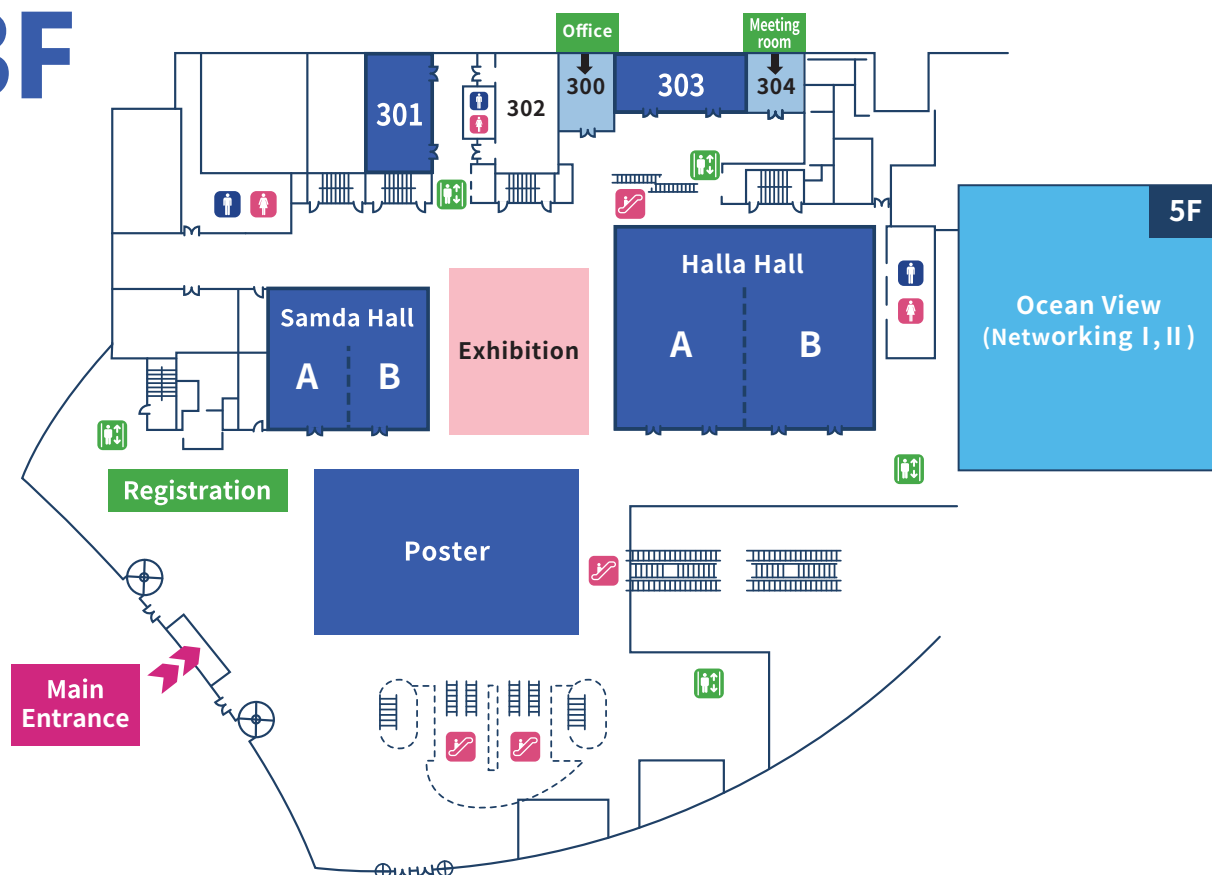 3F
Office
Meeting
room
300
304
301
302
303
5F
Halla Hall
A
B
Ocean View
(Networking I, II)
Samda Hall
A
B
Exhibition
Registration
Poster
Main
Entrance